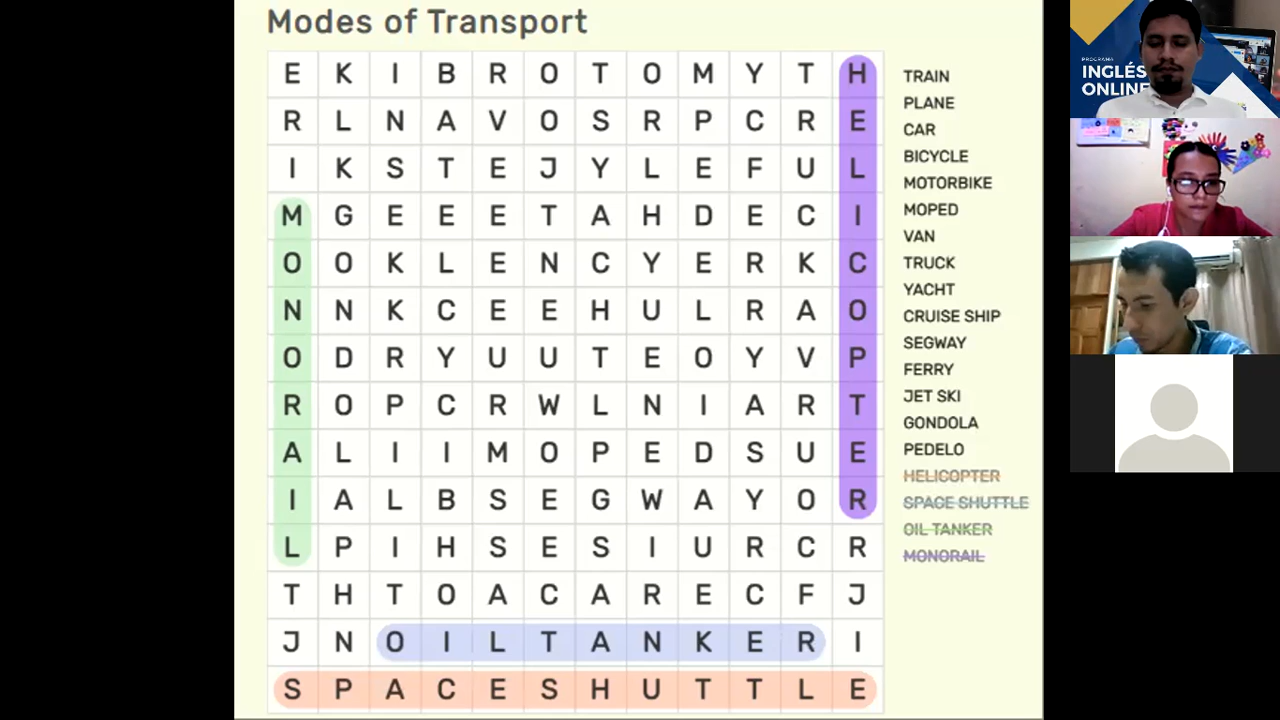 Modes of Transport
E K I B R O T O M Y T H
R L N A V O S R P C R E
I K S T E J Y L E F U L
M G E E E T A H D E C I
O O K L E N C Y E R K C
N N K C E E H U L R A O
O D R Y U U T E O Y V P
R O P C R W L N I A R T
A L I I M O P E D S U E
I A L B S E G W A Y O R
L P I H S E S I U R C R
T H T O A C A R E C F J
J N O I L T A N K E R I
S P A C E S H U T T L E
TRAIN
PLANE
CAR
BICYCLE
MOTORBIKE
MOPED
VAN
TRUCK
YACHT
CRUISE SHIP
SEGWAY
FERRY
JET SKI
GONDOLA
PEDELO
HELICOPTER
SPACE SHUTTLE
OIL TANKER
MONORAIL
PROGRAMA
INGLÉS
ONLINE